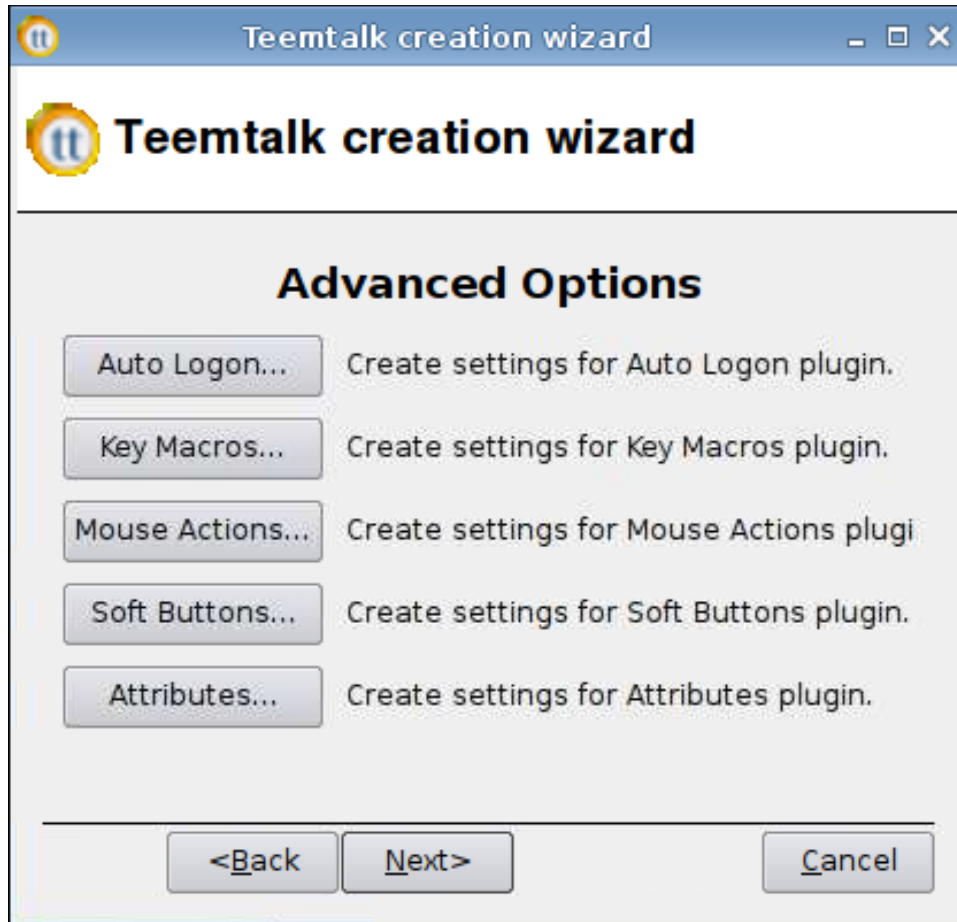 tt Teemtalk creation wizard
tt Teemtalk creation wizard
Advanced Options
Auto Logon... Create settings for Auto Logon plugin.
Key Macros... Create settings for Key Macros plugin.
Mouse Actions... Create settings for Mouse Actions plugi
Soft Buttons... Create settings for Soft Buttons plugin.
Attributes... Create settings for Attributes plugin.
<Back Next> Cancel